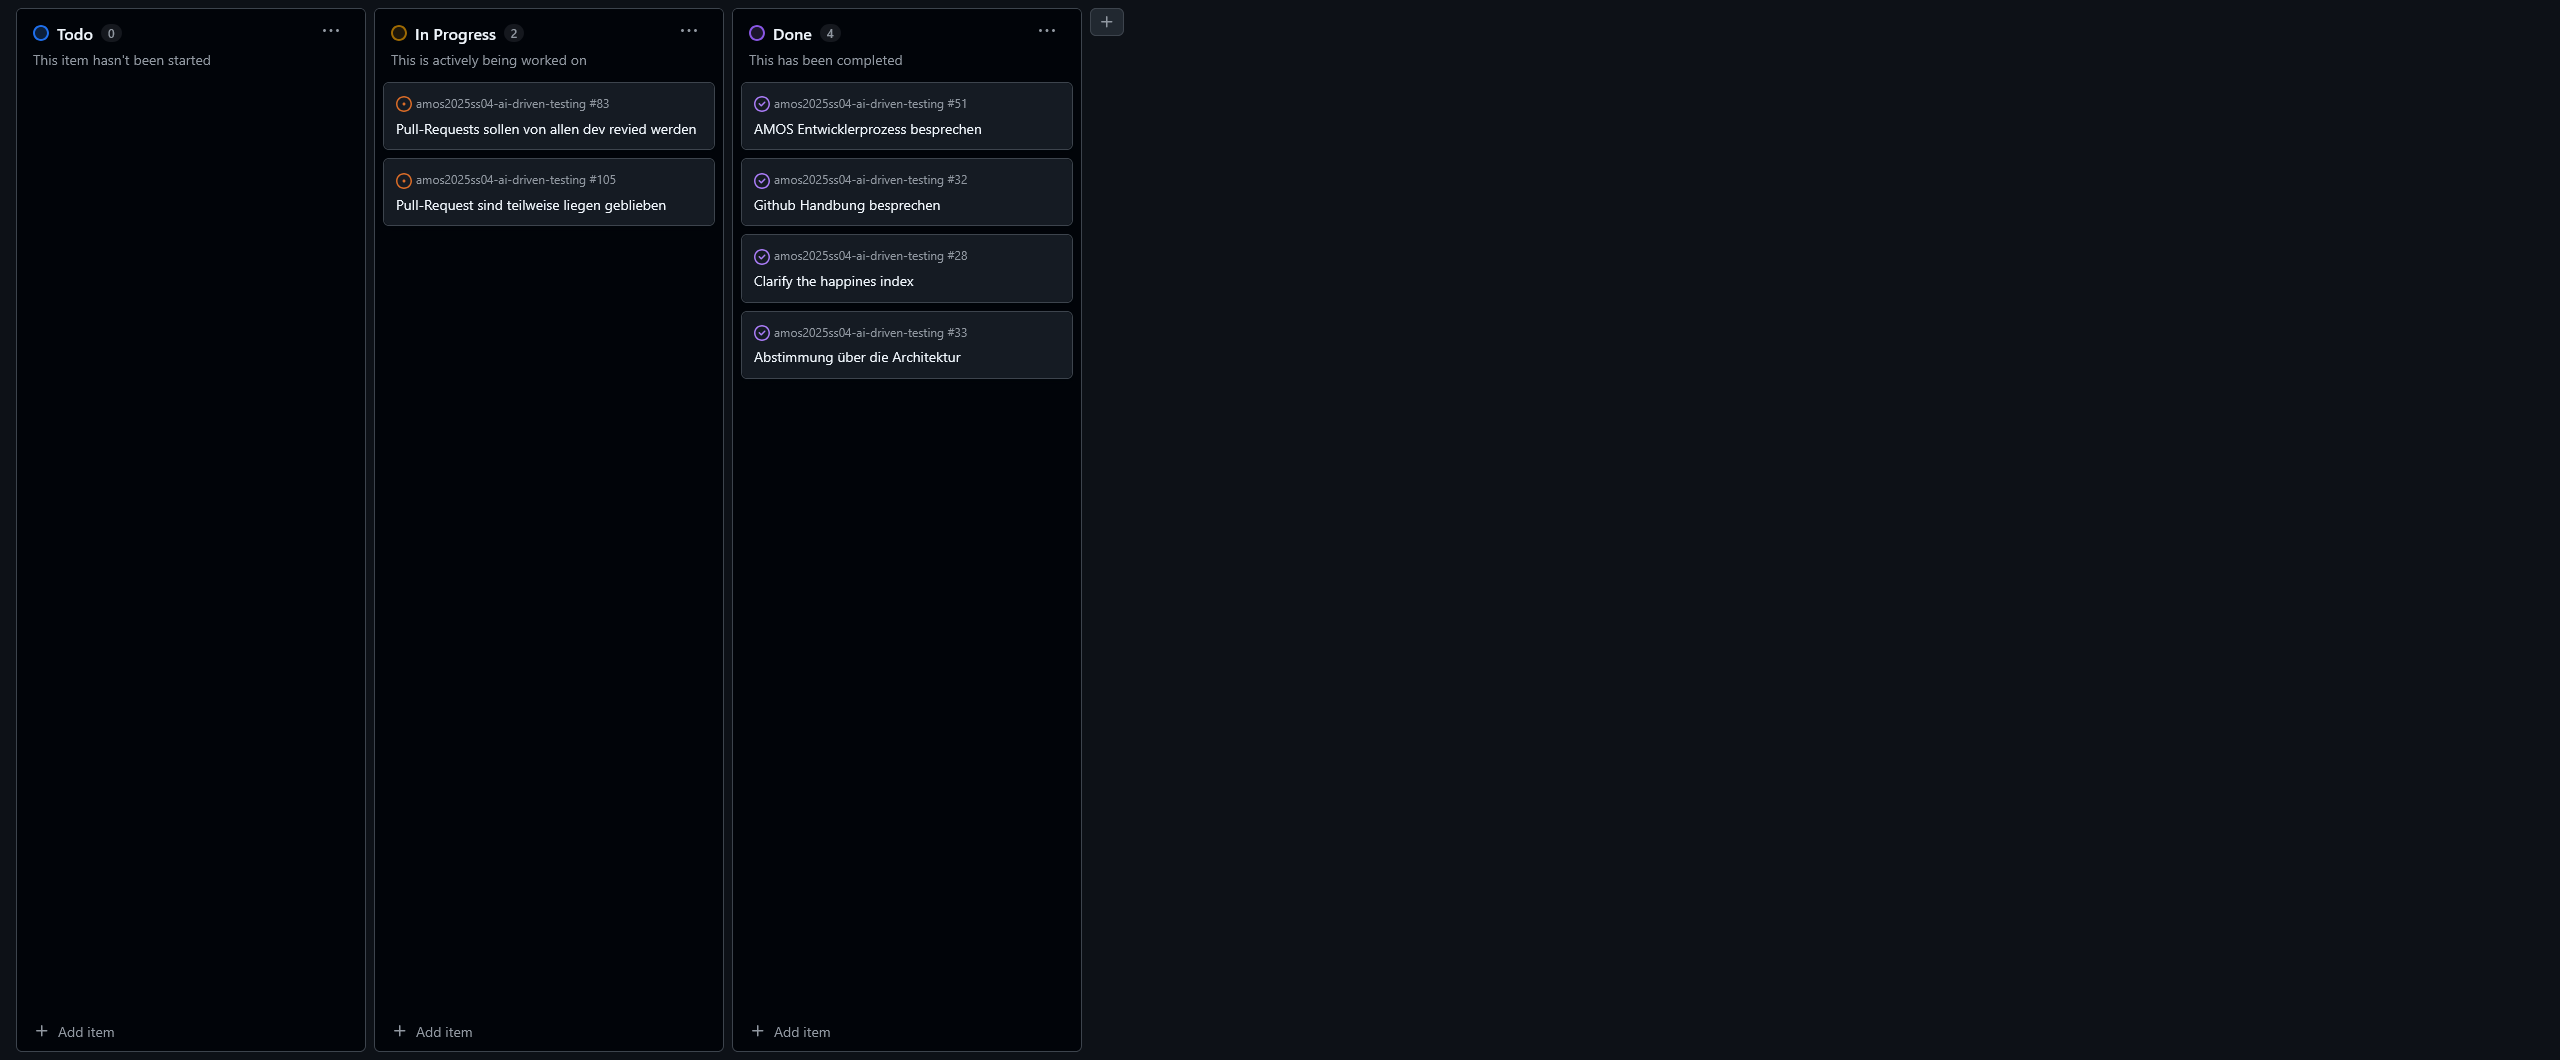 Todo 0
This item hasn't been started
Add item
In Progress 2
This is actively being worked on
amos2025ss04-ai-driven-testing #83
Pull-Requests sollen von allen dev revied werden
amos2025ss04-ai-driven-testing #105
Pull-Request sind teilweise liegen geblieben
Add item
Done 4
This has been completed
amos2025ss04-ai-driven-testing #51
AMOS Entwicklerprozess besprechen
amos2025ss04-ai-driven-testing #32
Github Handbung besprechen
amos2025ss04-ai-driven-testing #28
Clarify the happines index
amos2025ss04-ai-driven-testing #33
Abstimmung über die Architektur
Add item